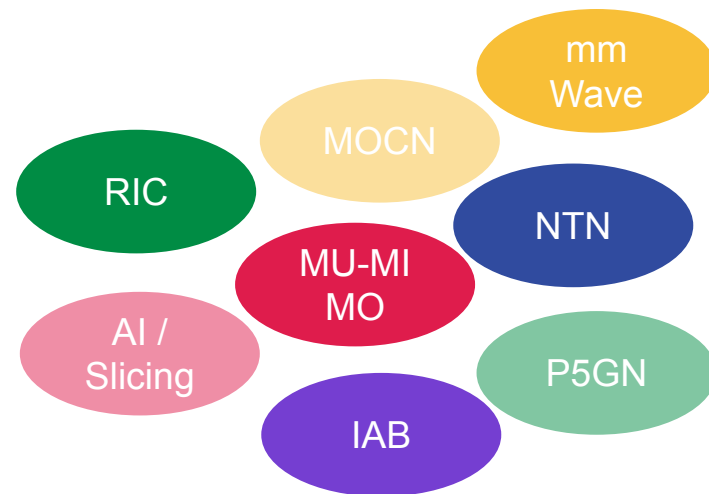 mm
Wave
MOCN
RIC
NTN
MU-MI
MO
AI /
Slicing
P5GN
IAB